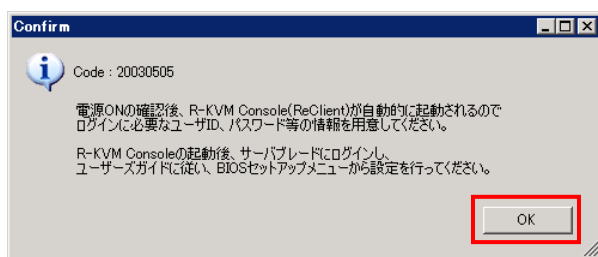 Confirm
Code : 20030505
電源ONの確認後、R-KVM Console(ReClient)が自動的に起動されるので
ログインに必要なユーザID、パスワード等の情報を用意してください。
R-KVM Consoleの起動後、サーバブレードにログインし、
ユーザーズガイドに従い、BIOSセットアップメニューから設定を行ってください。
OK